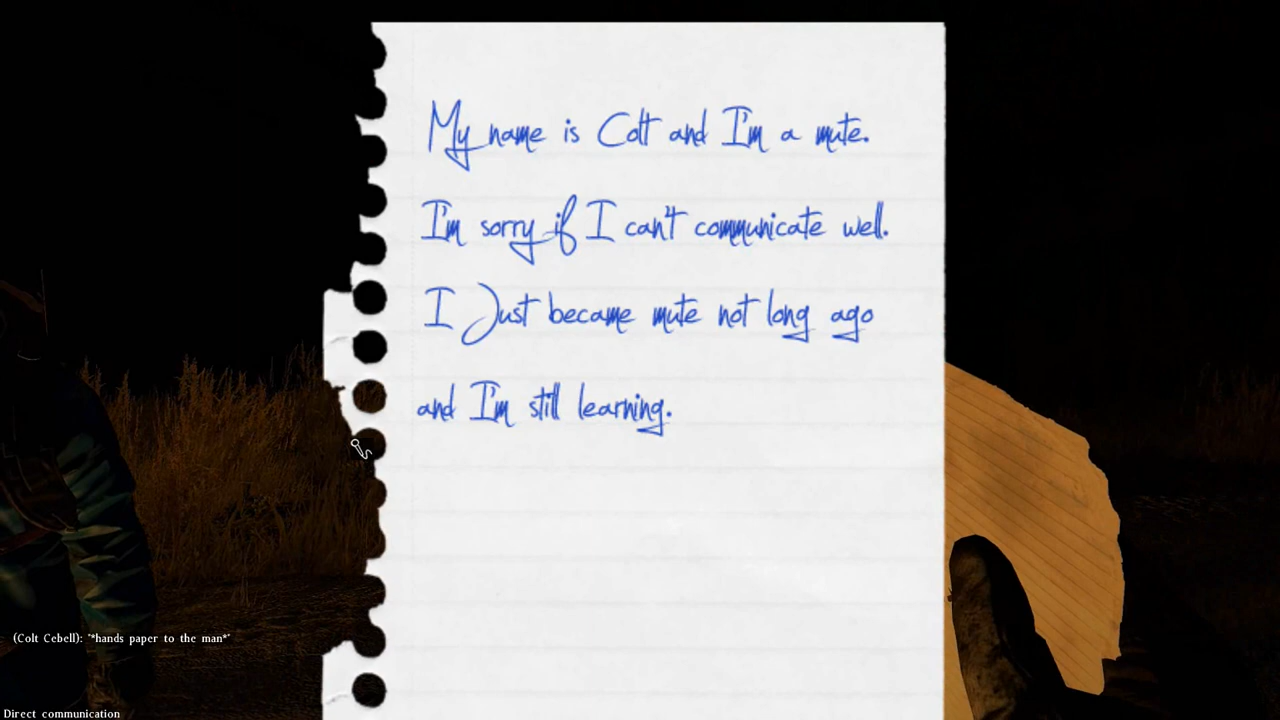 My name is Colt and I'm a mute.
I'm sorry if I can't communicate well.
I Just became mute not long ago
and I'm still learning.
(Colt Cebell): "*hands paper to the man*"
Direct communication